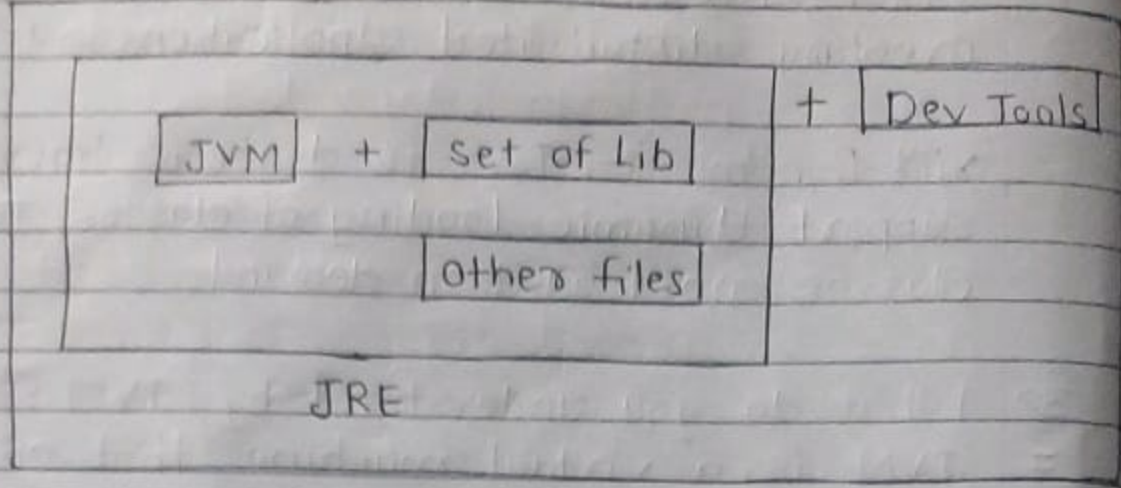 + Dev Tools
JVM + Set of Lib
Other files
JRE